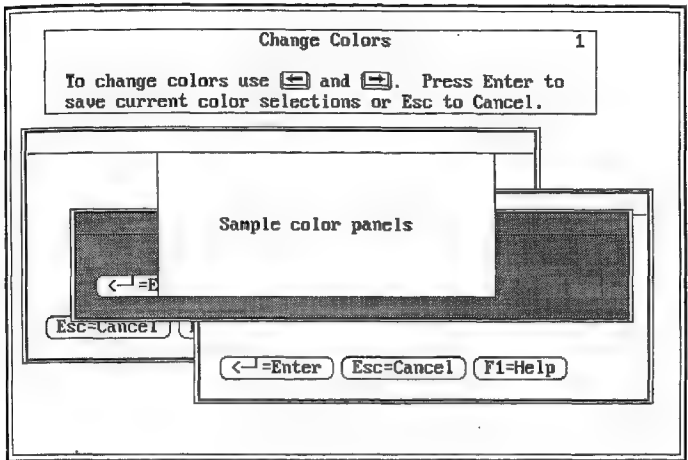 Change Colors 1
To change colors use ← and →. Press Enter to
save current color selections or Esc to Cancel.
Sample color panels
<─┘=E
Esc=Cancel
<─┘=Enter Esc=Cancel F1=Help